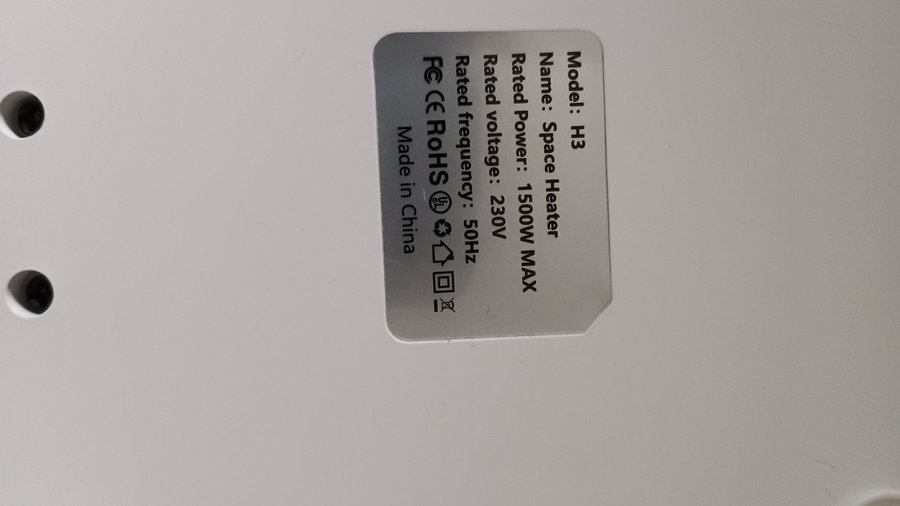 Model: H3
Name: Space Heater
Rated Power: 1500W MAX
Rated voltage: 230V
Rated frequency: 50Hz
FC CE RoHS UL
Made in China